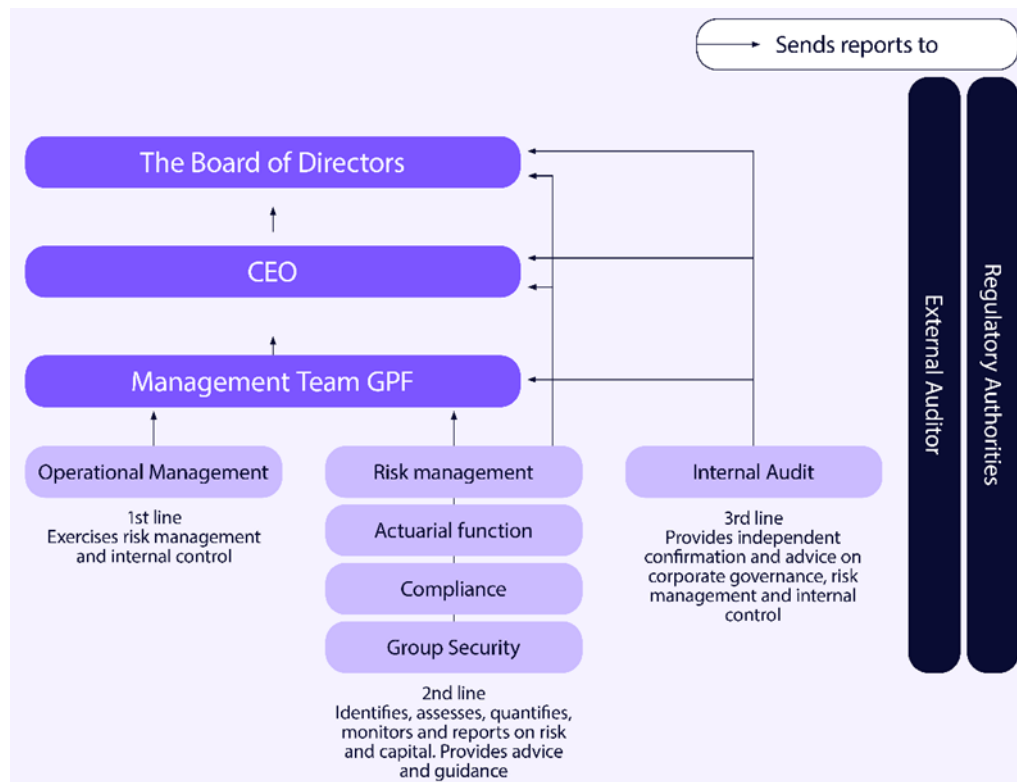 Sends reports to
The Board of Directors
CEO
Management Team GPF
Operational Management
1st line
Exercises risk management
and internal control
Risk management
Actuarial function
Compliance
Group Security
2nd line
Identifies, assesses, quantifies,
monitors and reports on risk
and capital. Provides advice
and guidance
Internal Audit
3rd line
Provides independent
confirmation and advice on
corporate governance, risk
management and internal
control
External Auditor
Regulatory Authorities